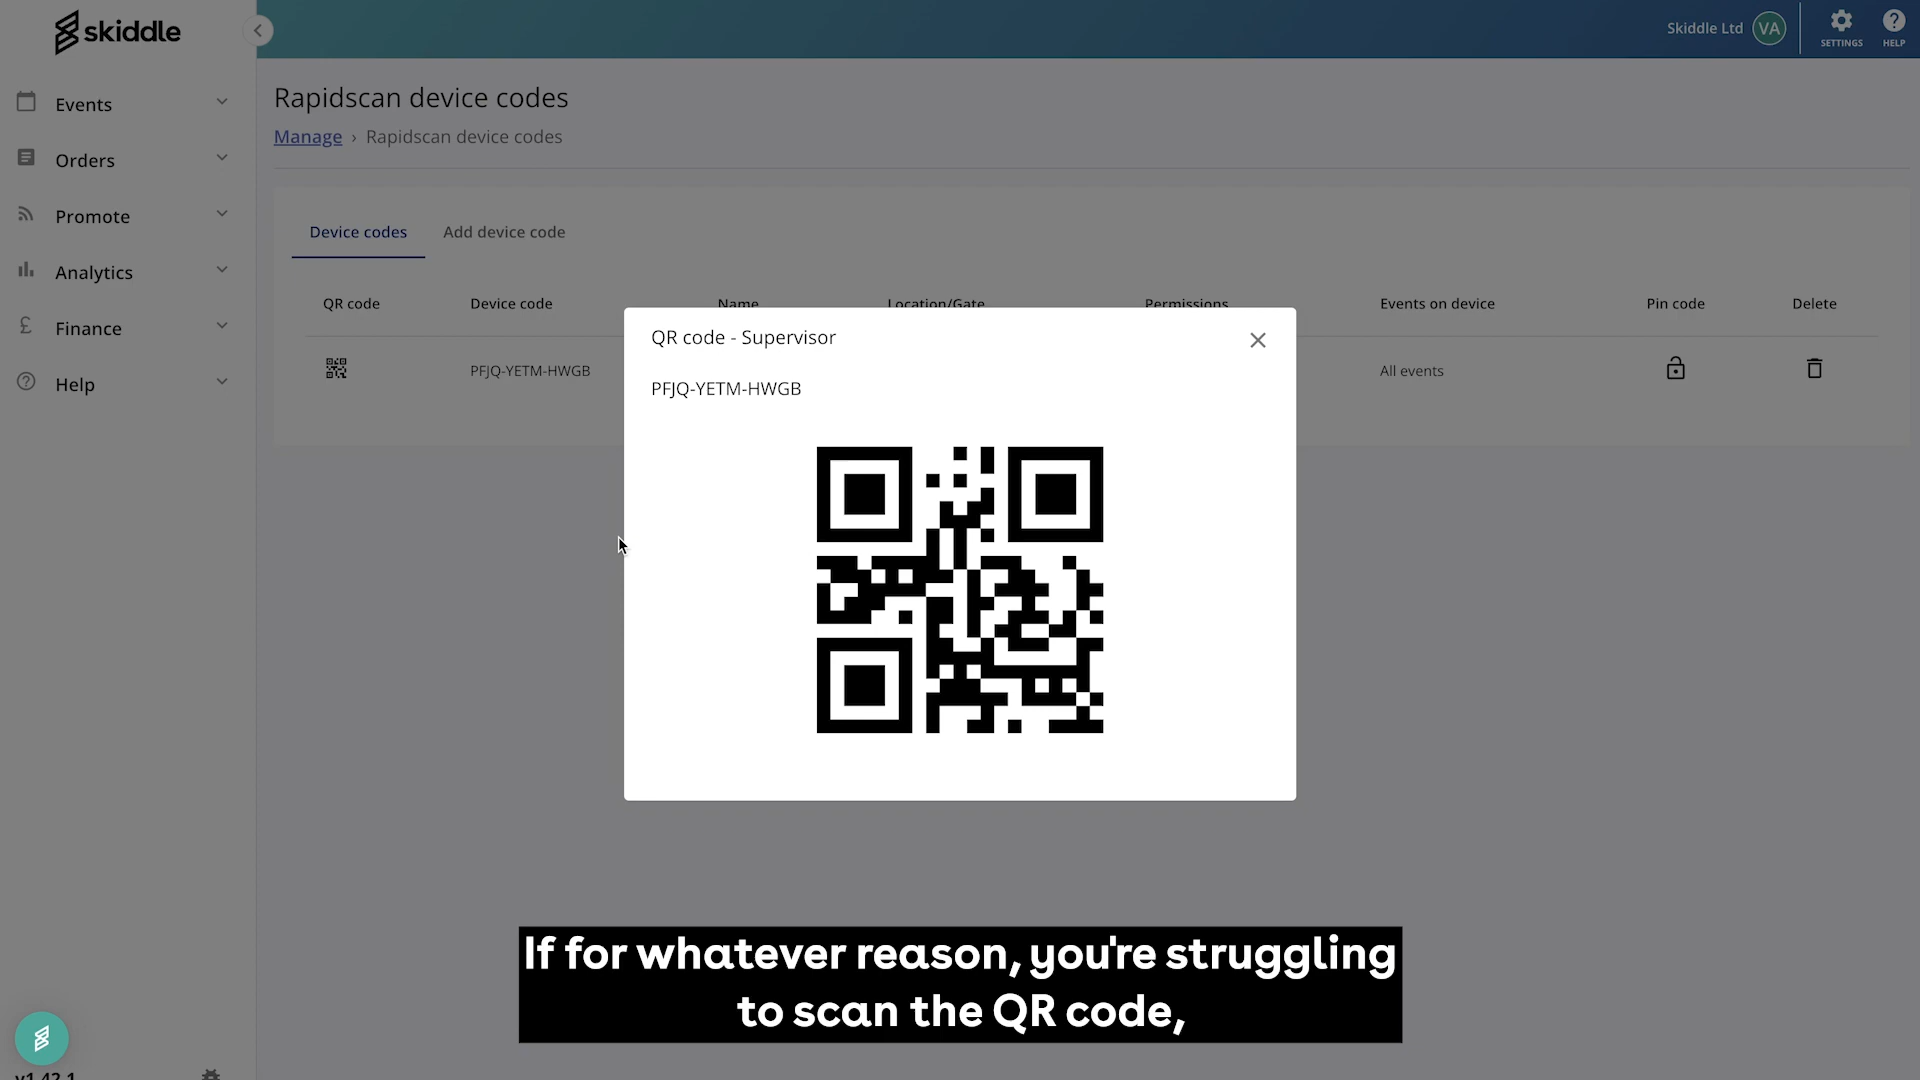 skiddle
Skiddle Ltd VA
SETTINGS
HELP
Events
Orders
Promote
Analytics
Finance
Help
Rapidscan device codes
Manage › Rapidscan device codes
Device codes Add device code
QR code Device code Name Location/Gate Permissions Events on device Pin code Delete
PFJQ-YETM-HWGB All events
QR code - Supervisor
PFJQ-YETM-HWGB
If for whatever reason, you're struggling
to scan the QR code,
v1.42.1